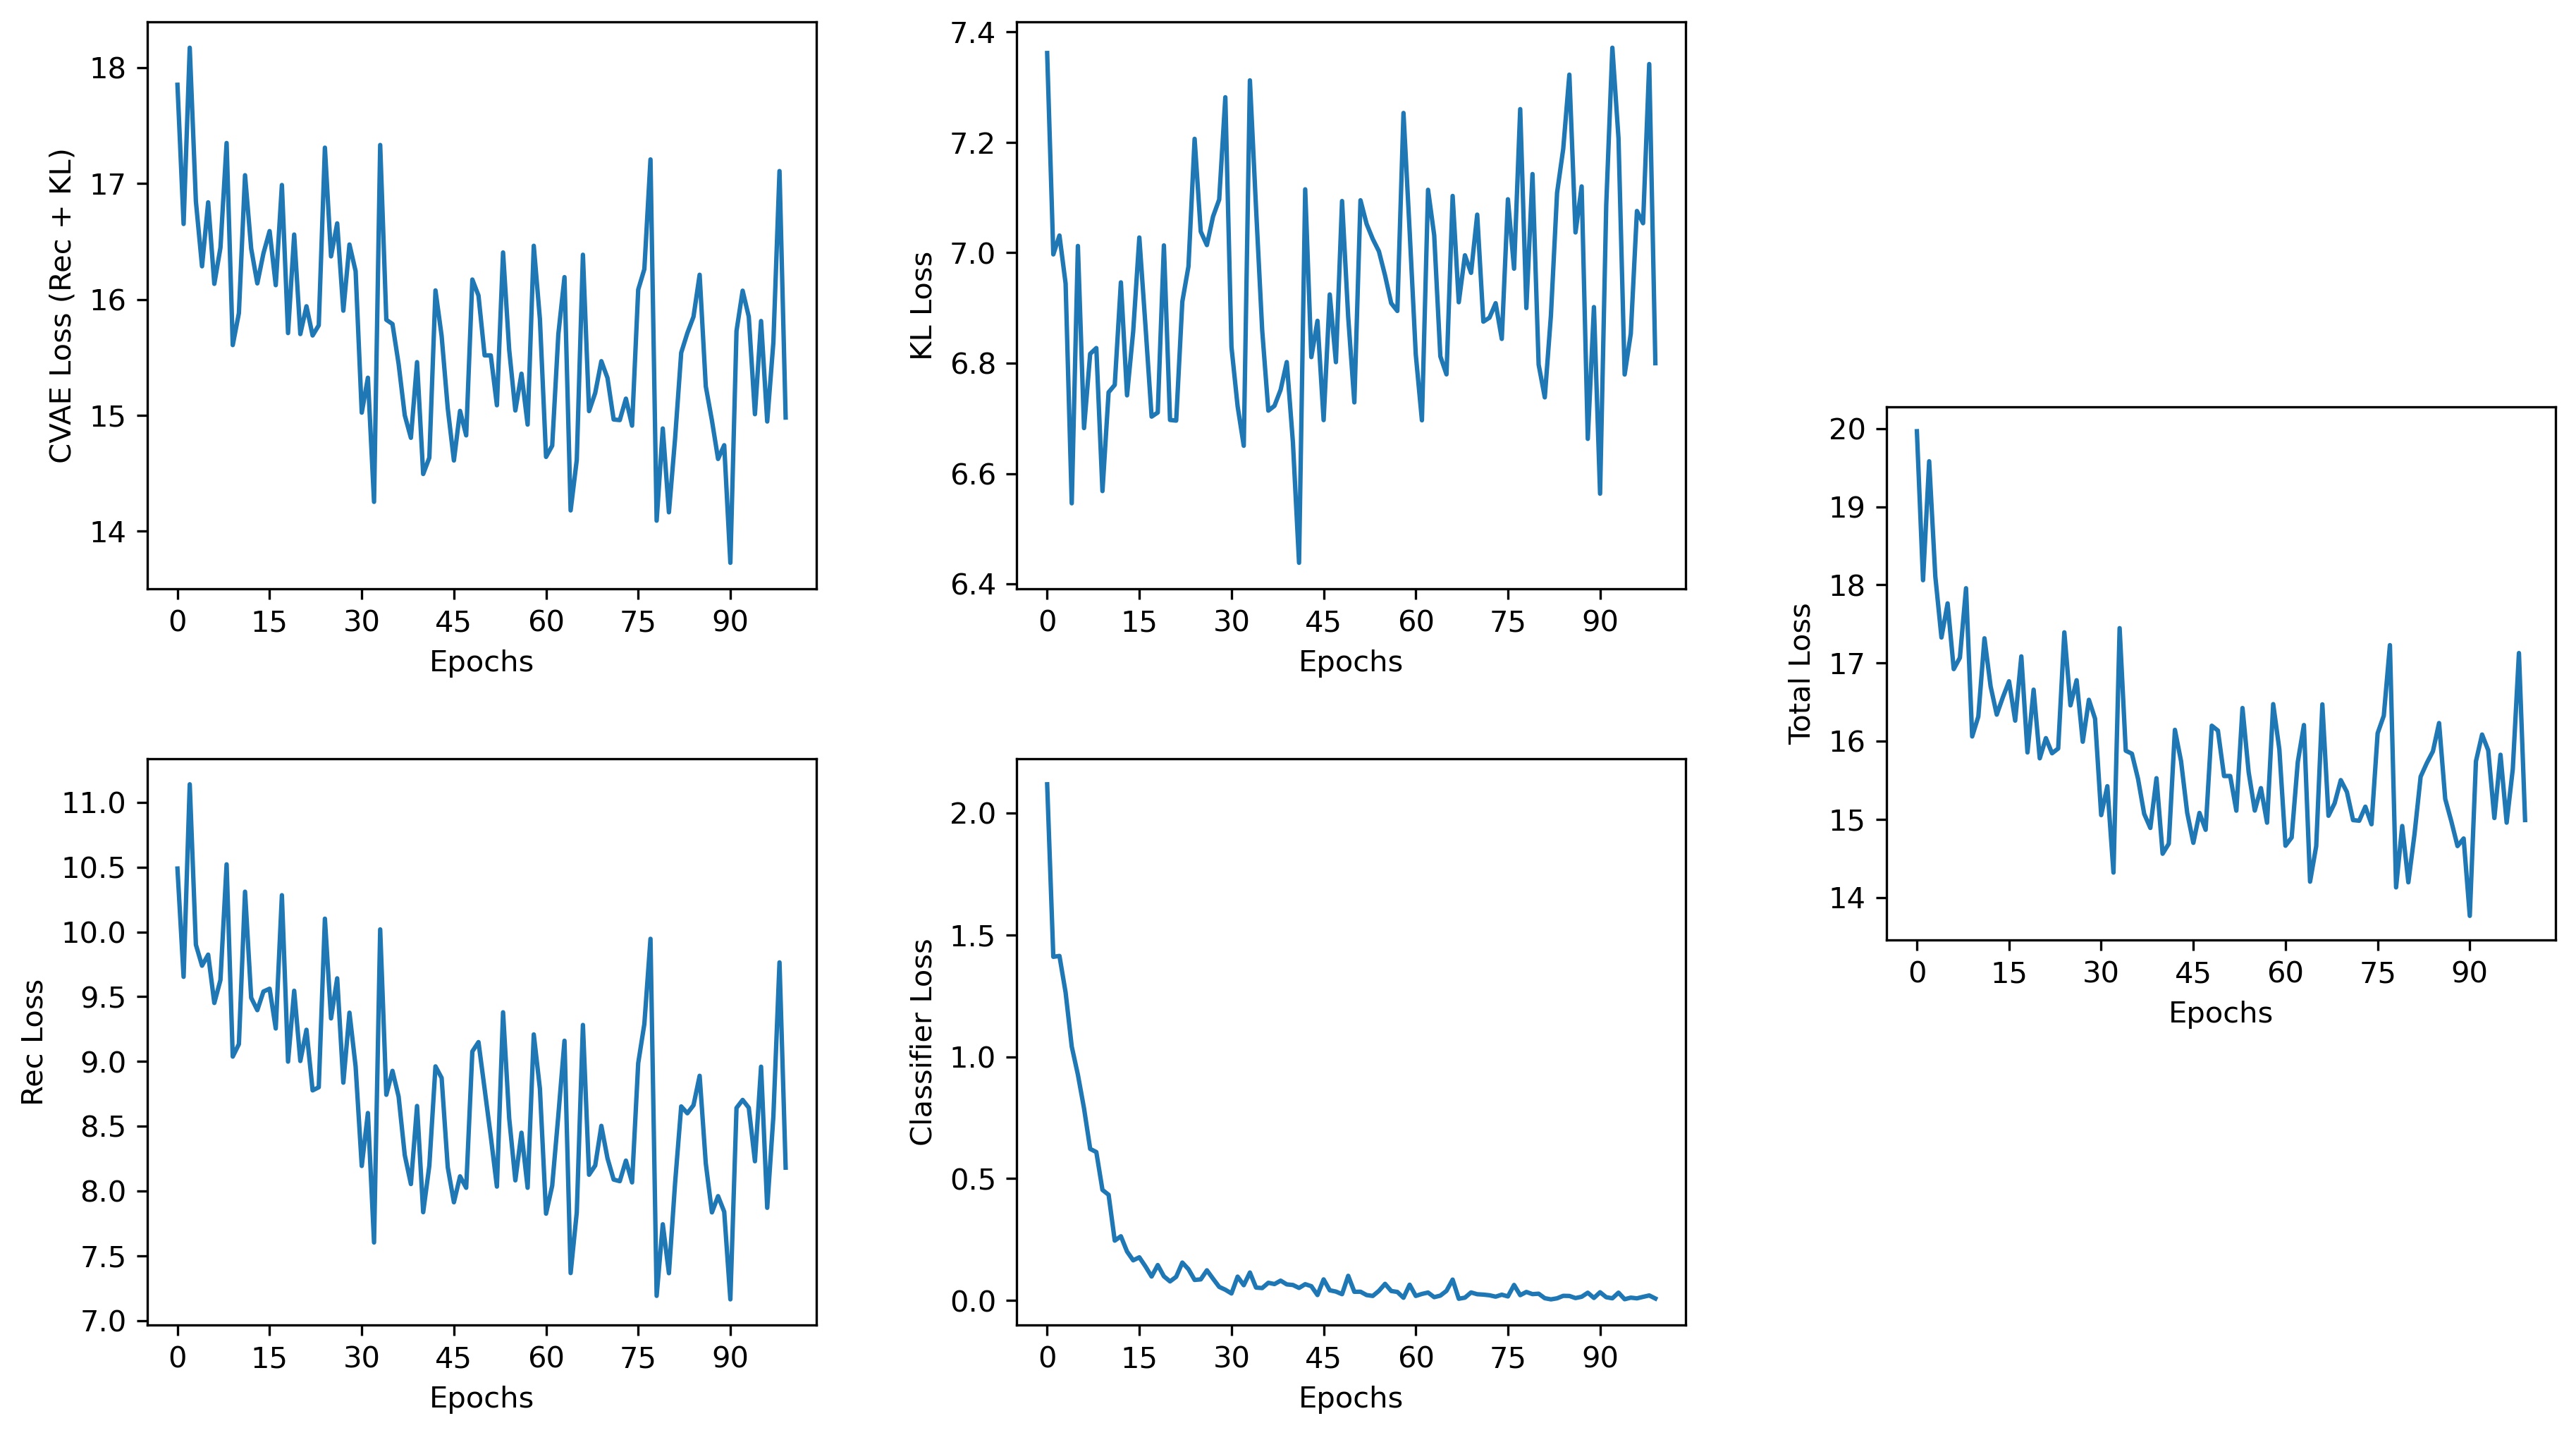 CVAE Loss (Rec + KL)
18
17
16
15
14
0 15 30 45 60 75 90
Epochs
KL Loss
7.4
7.2
7.0
6.8
6.6
6.4
0 15 30 45 60 75 90
Epochs
Rec Loss
11.0
10.5
10.0
9.5
9.0
8.5
8.0
7.5
7.0
0 15 30 45 60 75 90
Epochs
Classifier Loss
2.0
1.5
1.0
0.5
0.0
0 15 30 45 60 75 90
Epochs
Total Loss
20
19
18
17
16
15
14
0 15 30 45 60 75 90
Epochs